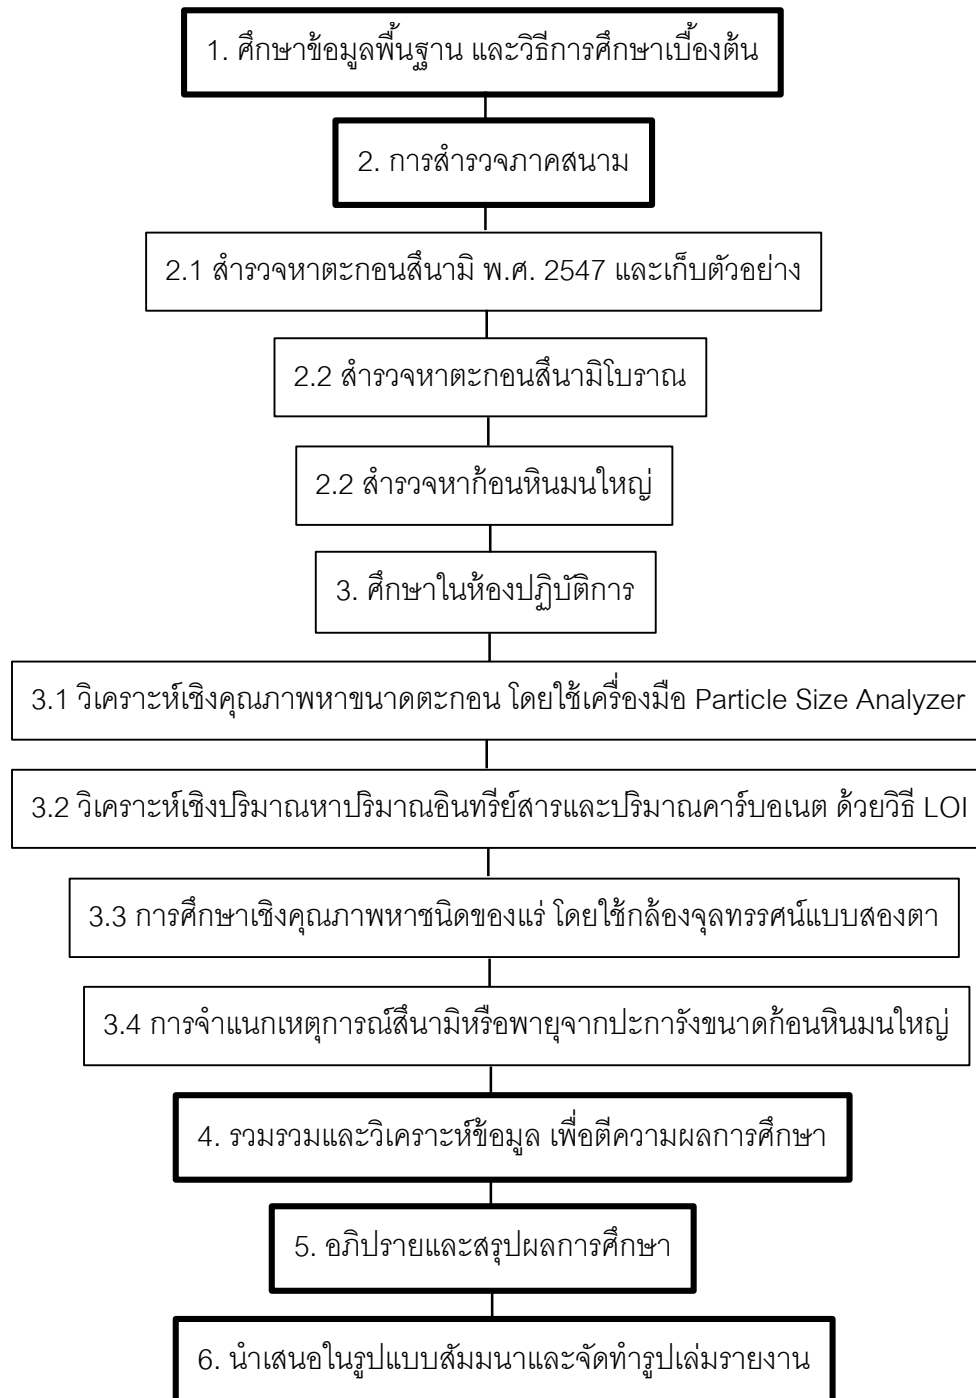 1. ศึกษาข้อมูลพื้นฐาน และวิธีการศึกษาเบื้องต้น
2. การสำรวจภาคสนาม
2.1 สำรวจหาตะกอนสึนามิ พ.ศ. 2547 และเก็บตัวอย่าง
2.2 สำรวจหาตะกอนสึนามิโบราณ
2.2 สำรวจหาก้อนหินมนใหญ่
3. ศึกษาในห้องปฏิบัติการ
3.1 วิเคราะห์เชิงคุณภาพหาขนาดตะกอน โดยใช้เครื่องมือ Particle Size Analyzer
3.2 วิเคราะห์เชิงปริมาณหาปริมาณอินทรีย์สารและปริมาณคาร์บอเนต ด้วยวิธี LOI
3.3 การศึกษาเชิงคุณภาพหาชนิดของแร่ โดยใช้กล้องจุลทรรศน์แบบสองตา
3.4 การจำแนกเหตุการณ์สึนามิหรือพายุจากปะการังขนาดก้อนหินมนใหญ่
4. รวมรวมและวิเคราะห์ข้อมูล เพื่อตีความผลการศึกษา
5. อภิปรายและสรุปผลการศึกษา
6. นำเสนอในรูปแบบสัมมนาและจัดทำรูปเล่มรายงาน